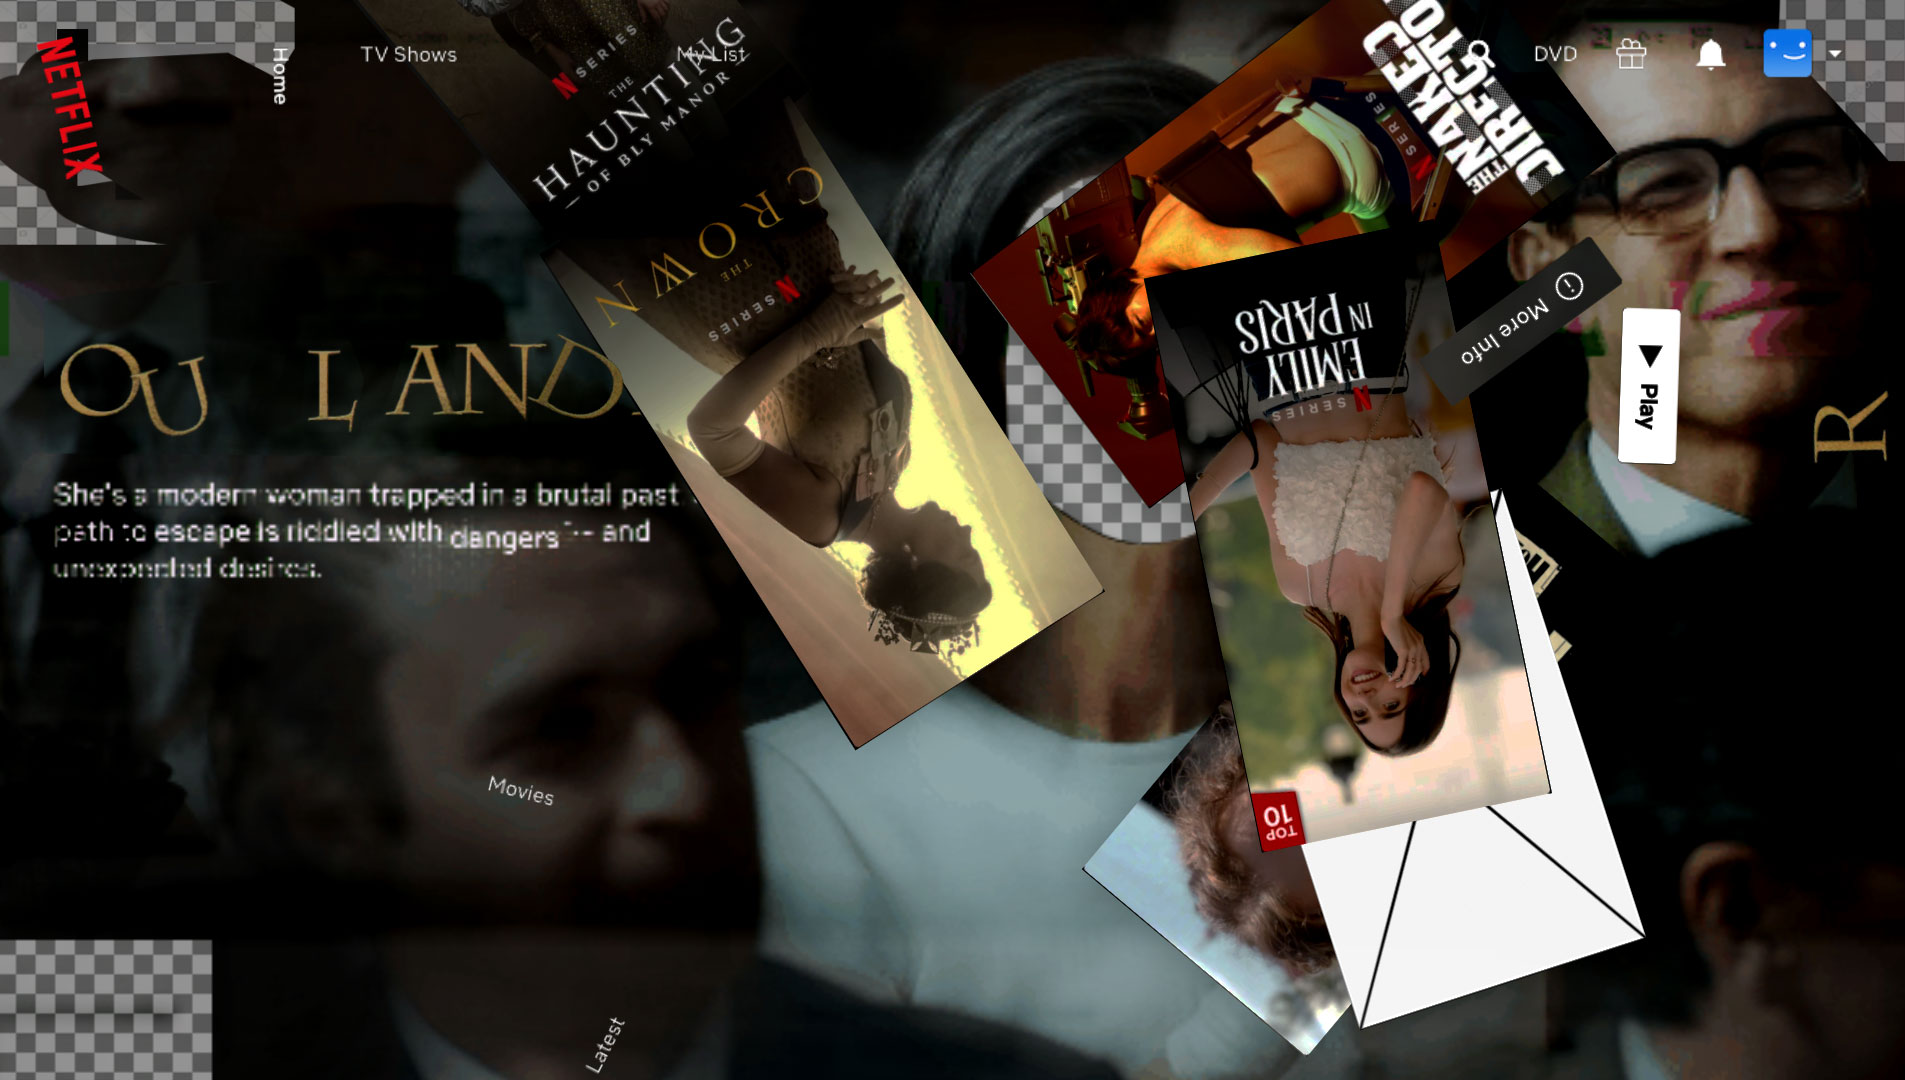 NETFLIX
Home
TV Shows
My List
DVD
N SERIES
THE
HAUNTING
OF BLY MANOR
THE
NAKED
DIRECTO
N SERIES
CROWN
THE
N SERIES
EMILY
IN PARIS
N SERIES
More Info
Play
OU LAND
R
She's a modern woman trapped in a brutal past.
path to escape is riddled with dangers -- and
unexpected desires.
Movies
TOP
10
Latest